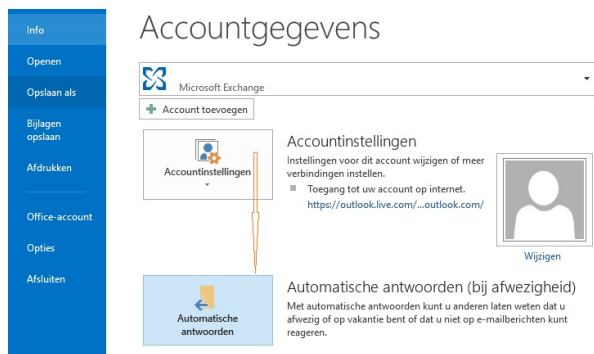 Info
Openen
Opslaan als
Bijlagen
opslaan
Afdrukken
Office-account
Opties
Afsluiten
Accountgegevens
Microsoft Exchange
Account toevoegen
Accountinstellingen
Accountinstellingen
Instellingen voor dit account wijzigen of meer
verbindingen instellen.
Toegang tot uw account op internet.
https://outlook.live.com/...outlook.com/
Wijzigen
Automatische
antwoorden
Automatische antwoorden (bij afwezigheid)
Met automatische antwoorden kunt u anderen laten weten dat u
afwezig of op vakantie bent of dat u niet op e-mailberichten kunt
reageren.